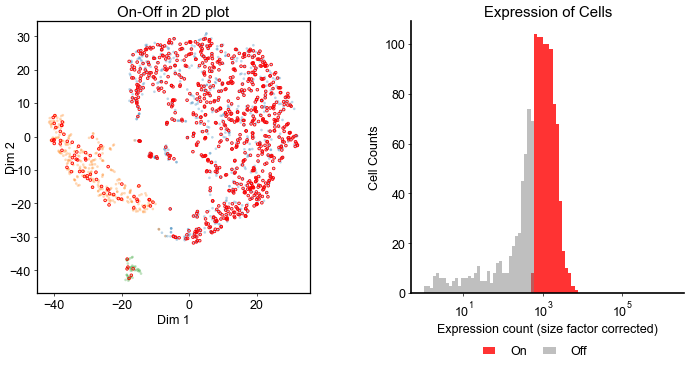 On-Off in 2D plot
30
20
10
0
−10
−20
−30
−40
Dim 2
−40
−20
0
20
Dim 1
Expression of Cells
100
80
60
40
20
0
Cell Counts
10^1
10^3
10^5
Expression count (size factor corrected)
On
Off